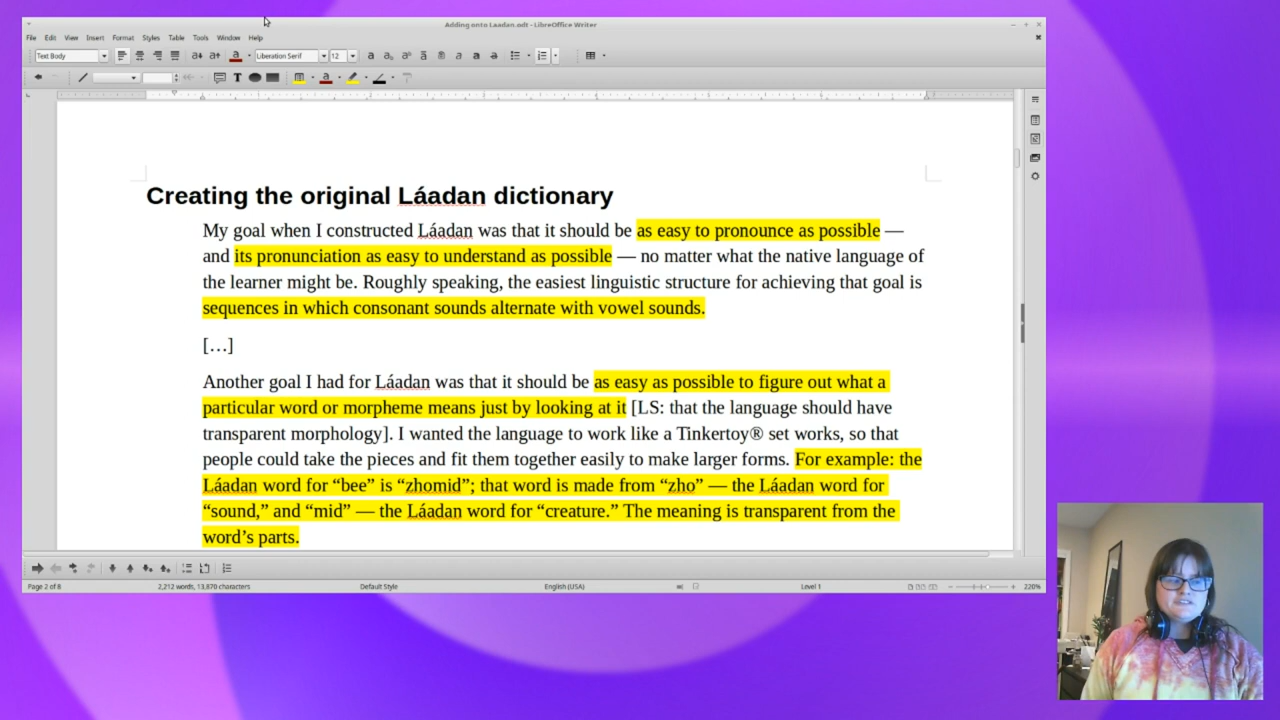 Adding onto Laadan.odt - LibreOffice Writer
File Edit View Insert Format Styles Table Tools Window Help
Text Body Liberation Serif 12
Creating the original Láadan dictionary
My goal when I constructed Láadan was that it should be as easy to pronounce as possible —
and its pronunciation as easy to understand as possible — no matter what the native language of
the learner might be. Roughly speaking, the easiest linguistic structure for achieving that goal is
sequences in which consonant sounds alternate with vowel sounds.
[…]
Another goal I had for Láadan was that it should be as easy as possible to figure out what a
particular word or morpheme means just by looking at it [LS: that the language should have
transparent morphology]. I wanted the language to work like a Tinkertoy® set works, so that
people could take the pieces and fit them together easily to make larger forms. For example: the
Láadan word for “bee” is “zhomid”; that word is made from “zho” — the Láadan word for
“sound,” and “mid” — the Láadan word for “creature.” The meaning is transparent from the
word’s parts.
Page 2 of 8 2,212 words, 13,870 characters Default Style English (USA) Level 1 220%